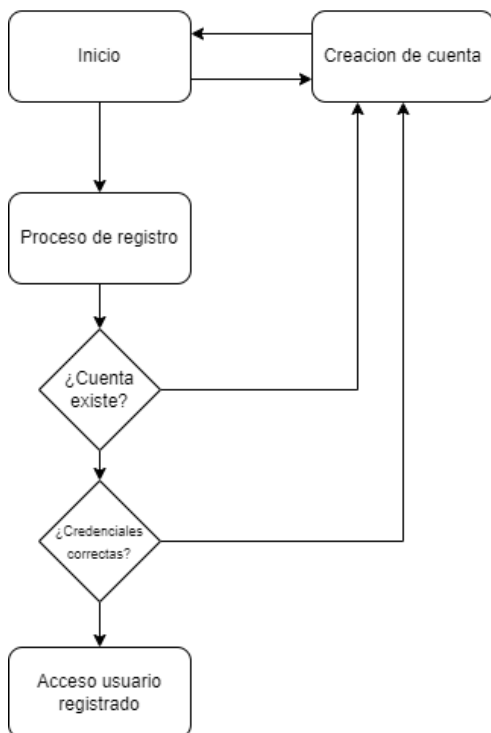 Inicio
Creacion de cuenta
Proceso de registro
¿Cuenta
existe?
¿Credenciales
correctas?
Acceso usuario
registrado